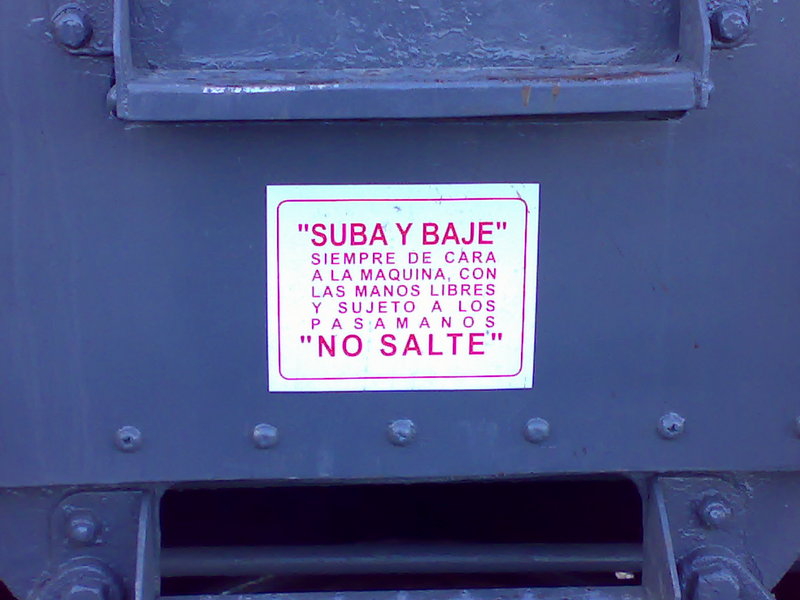 "SUBA Y BAJE"
SIEMPRE DE CARA
A LA MAQUINA, CON
LAS MANOS LIBRES
Y SUJETO A LOS
PASAMANOS
"NO SALTE"